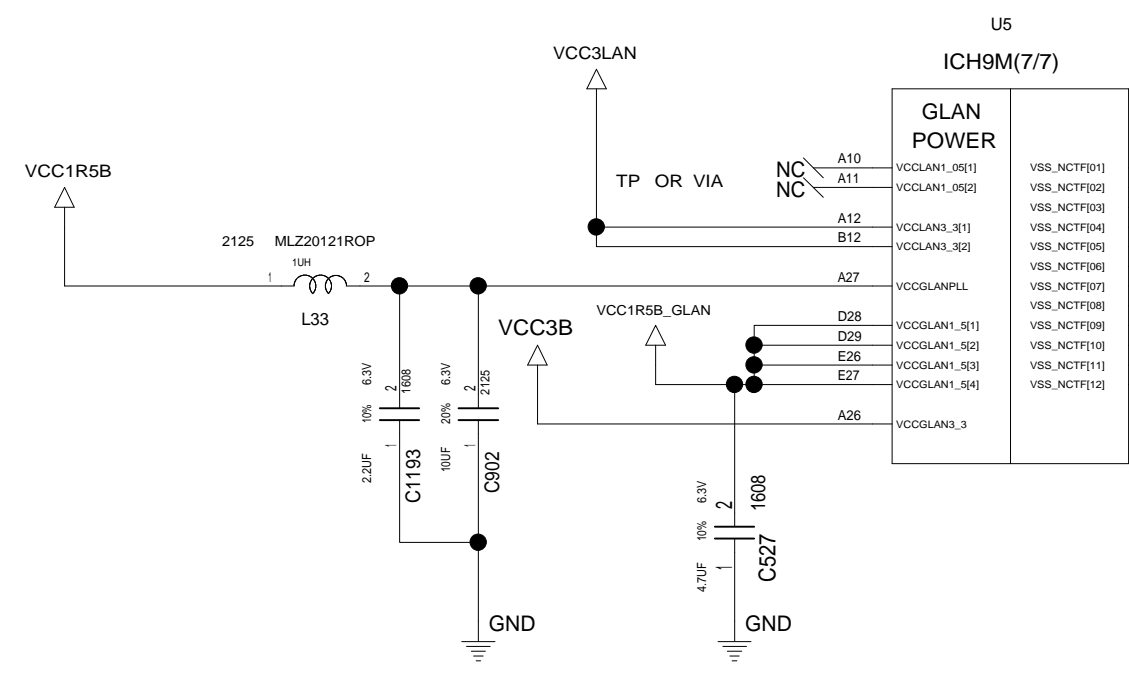 U5
ICH9M(7/7)
VCC3LAN
GLAN
POWER
NC A10 VCCLAN1_05[1] VSS_NCTF[01]
NC A11 VCCLAN1_05[2] VSS_NCTF[02]
VCC1R5B
TP OR VIA
VSS_NCTF[03]
A12 VCCLAN3_3[1] VSS_NCTF[04]
B12 VCCLAN3_3[2] VSS_NCTF[05]
2125 MLZ20121ROP
1UH
VSS_NCTF[06]
1 2
A27 VCCGLANPLL VSS_NCTF[07]
L33
VCC1R5B_GLAN
VSS_NCTF[08]
VCC3B
D28 VCCGLAN1_5[1] VSS_NCTF[09]
D29 VCCGLAN1_5[2] VSS_NCTF[10]
E26 VCCGLAN1_5[3] VSS_NCTF[11]
E27 VCCGLAN1_5[4] VSS_NCTF[12]
A26 VCCGLAN3_3
2.2UF 10% 6.3V
1 2
C1193 1608
10UF 20% 6.3V
1 2
C902 2125
4.7UF 10% 6.3V
1 2
C527 1608
GND
GND